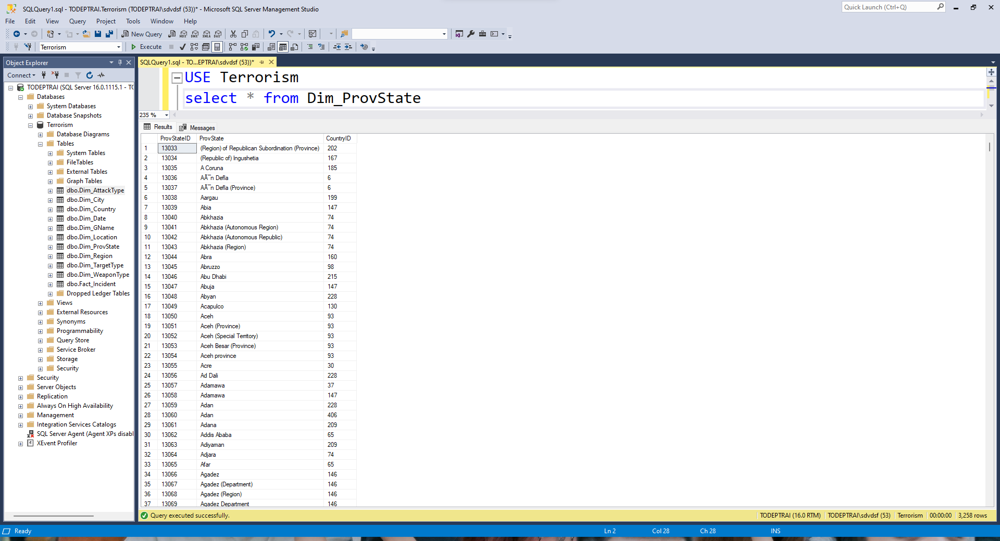 SQLQuery1.sql - TODEPTRAI.Terrorism (TODEPTRAI\sdvdsf (53))* - Microsoft SQL Server Management Studio
Quick Launch (Ctrl+Q)
File Edit View Query Project Tools Window Help
New Query MDX DMX XMLA DAX
Terrorism Execute
Object Explorer
SQLQuery1.sql - TO...EPTRAI\sdvdsf (53))*
Connect
TODEPTRAI (SQL Server 16.0.1115.1 - TO
Databases
System Databases
Database Snapshots
Terrorism
Database Diagrams
Tables
System Tables
FileTables
External Tables
Graph Tables
dbo.Dim_AttackType
dbo.Dim_City
dbo.Dim_Country
dbo.Dim_Date
dbo.Dim_GName
dbo.Dim_Location
dbo.Dim_ProvState
dbo.Dim_Region
dbo.Dim_TargetType
dbo.Dim_WeaponType
dbo.Fact_Incident
Dropped Ledger Tables
Views
External Resources
Synonyms
Programmability
Query Store
Service Broker
Storage
Security
Security
Server Objects
Replication
Always On High Availability
Management
Integration Services Catalogs
SQL Server Agent (Agent XPs disabl
XEvent Profiler
USE Terrorism
select * from Dim_ProvState
235 %
Results Messages
ProvStateID ProvState CountryID
1 13033 (Region) of Republican Subordination (Province) 202
2 13034 (Republic of) Ingushetia 167
3 13035 A Coruna 185
4 13036 AÃ¯n Defla 6
5 13037 AÃ¯n Defla (Province) 6
6 13038 Aargau 199
7 13039 Abia 147
8 13040 Abkhazia 74
9 13041 Abkhazia (Autonomous Region) 74
10 13042 Abkhazia (Autonomous Republic) 74
11 13043 Abkhazia (Region) 74
12 13044 Abra 160
13 13045 Abruzzo 98
14 13046 Abu Dhabi 215
15 13047 Abuja 147
16 13048 Abyan 228
17 13049 Acapulco 130
18 13050 Aceh 93
19 13051 Aceh (Province) 93
20 13052 Aceh (Special Territory) 93
21 13053 Aceh Besar (Province) 93
22 13054 Aceh province 93
23 13055 Acre 30
24 13056 Ad Dali 228
25 13057 Adamawa 37
26 13058 Adamawa 147
27 13059 Adan 228
28 13060 Adan 406
29 13061 Adana 209
30 13062 Addis Ababa 65
31 13063 Adiyaman 209
32 13064 Adjara 74
33 13065 Afar 65
34 13066 Agadez 146
35 13067 Agadez (Department) 146
36 13068 Agadez (Region) 146
37 13069 Agadez Department 146
Query executed successfully.
TODEPTRAI (16.0 RTM) TODEPTRAI\sdvdsf (53) Terrorism 00:00:00 3,258 rows
Ready Ln 2 Col 28 Ch 28 INS